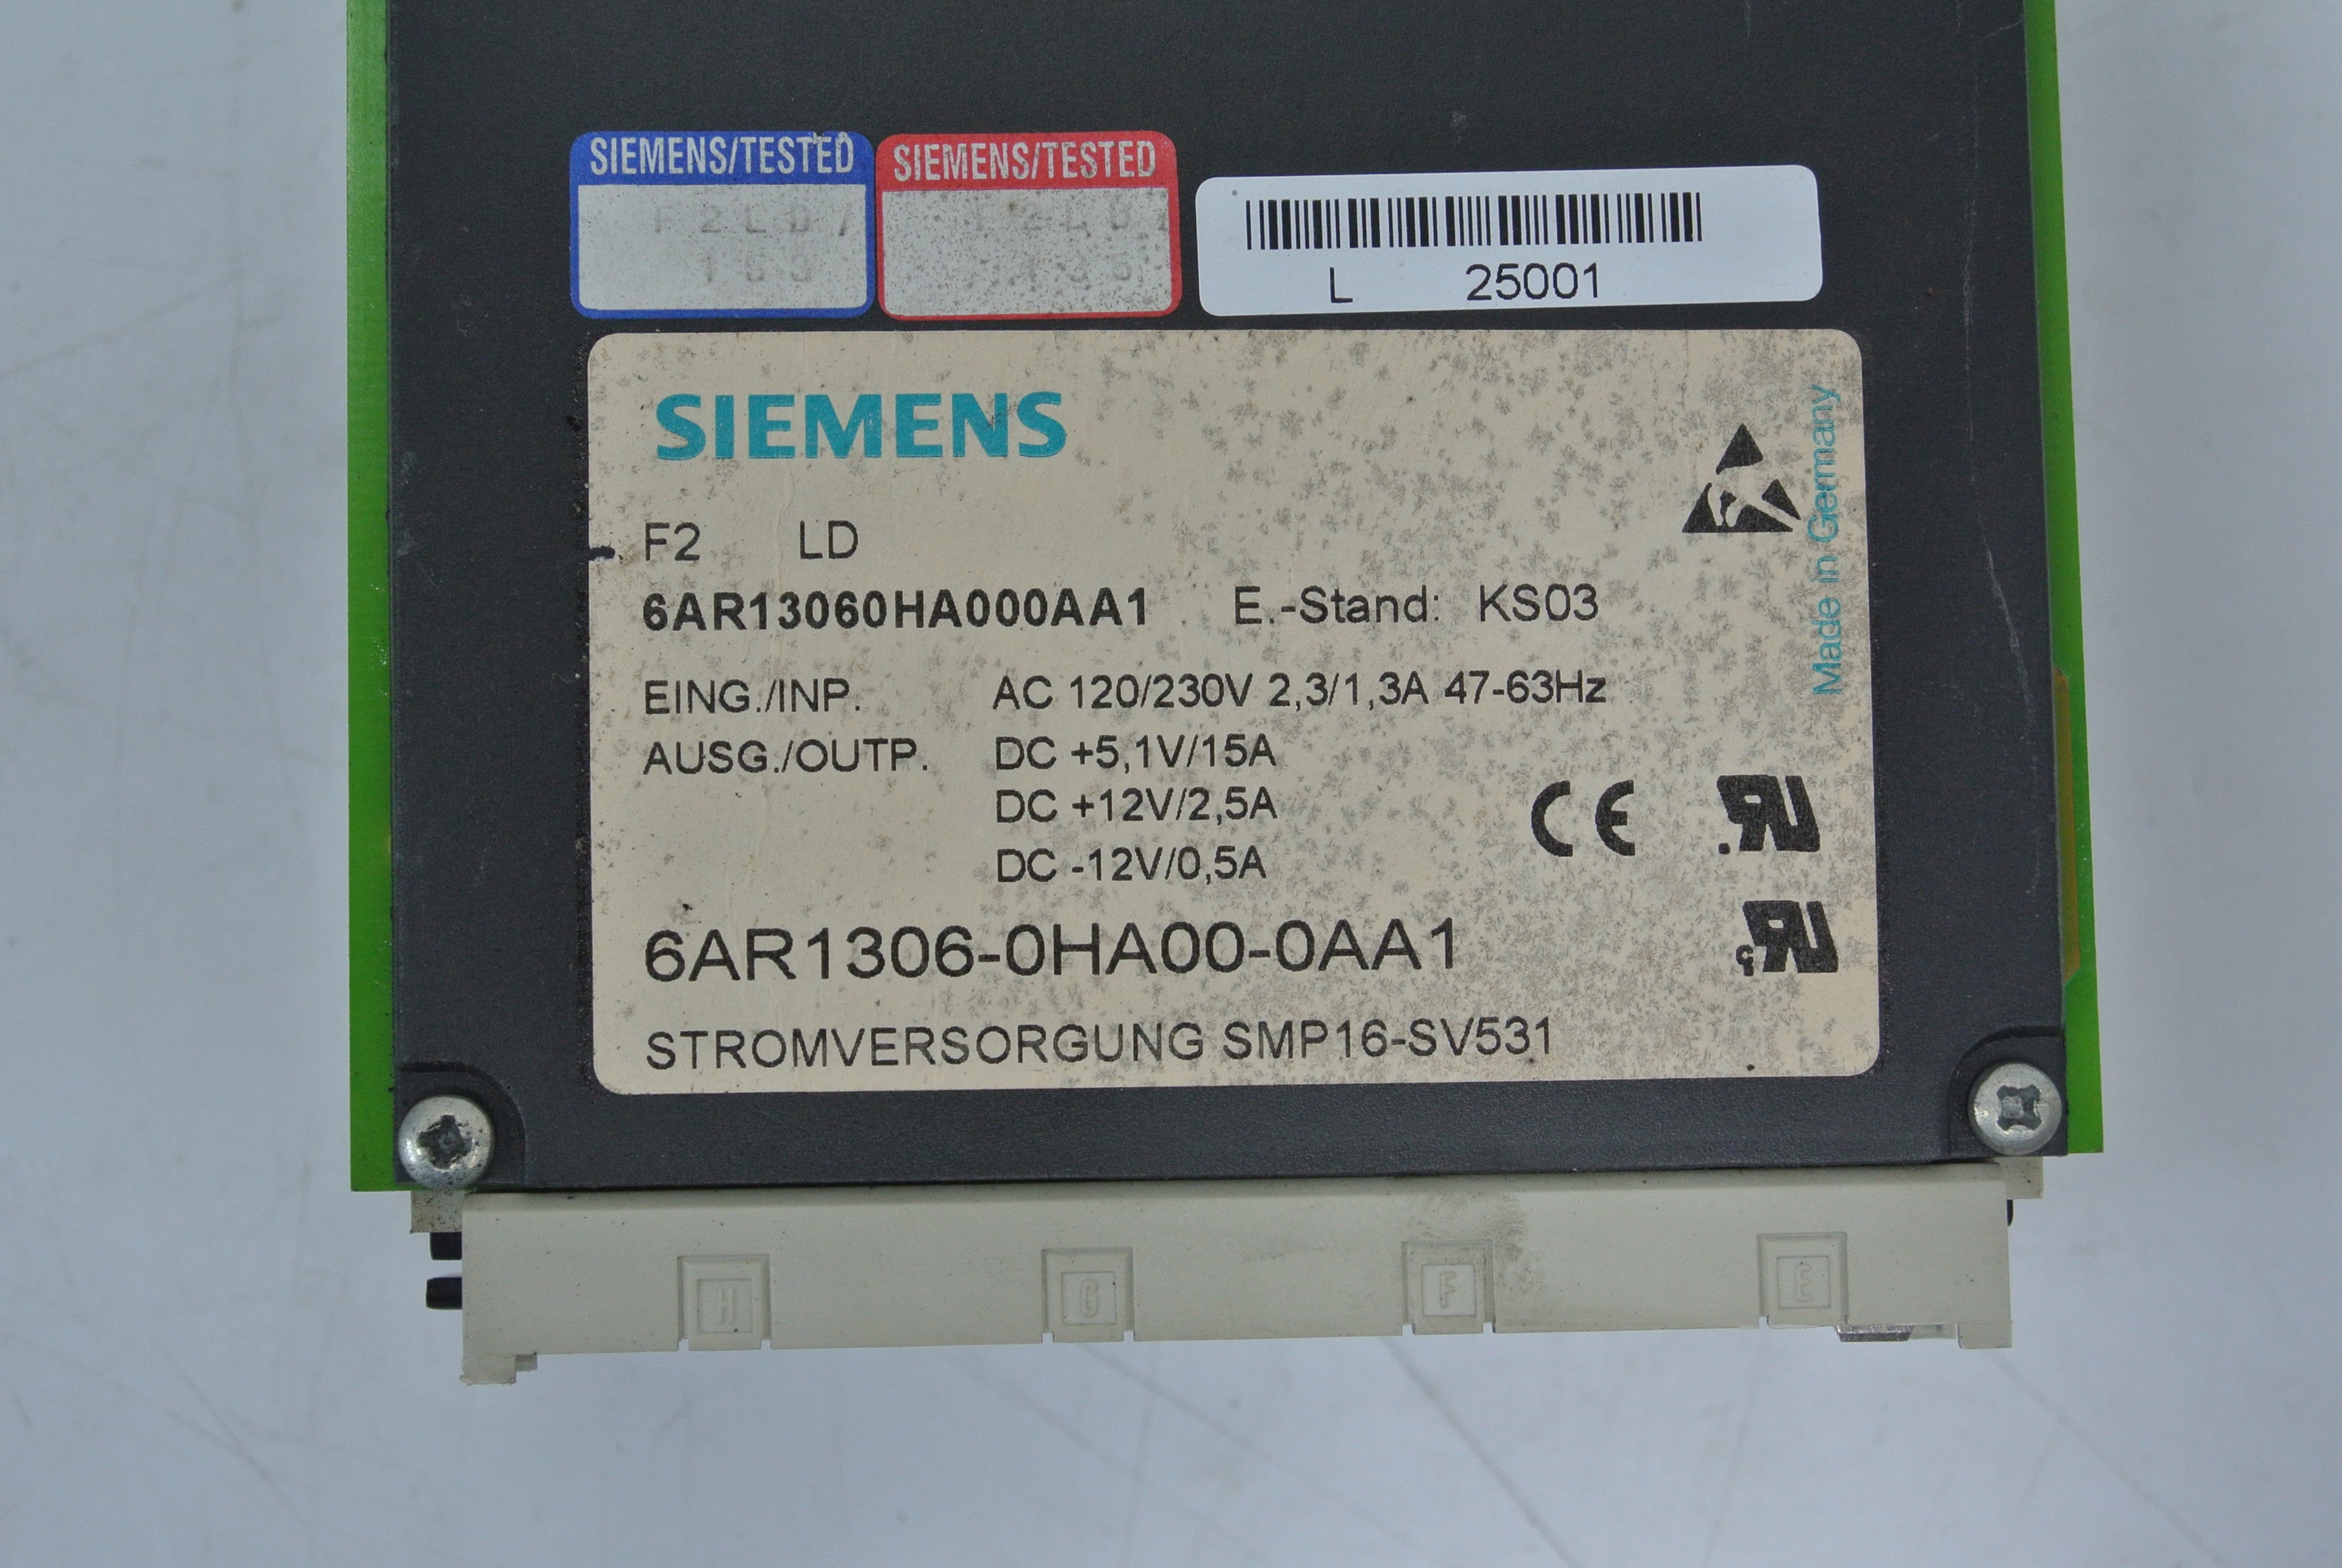 SIEMENS/TESTED
F2LD/
SIEMENS/TESTED
L 25001
SIEMENS
F2 LD
6AR13060HA000AA1 E.-Stand: KS03
EING./INP. AC 120/230V 2,3/1,3A 47-63Hz
AUSG./OUTP. DC +5,1V/15A
DC +12V/2,5A
DC -12V/0,5A
6AR1306-0HA00-0AA1
STROMVERSORGUNG SMP16-SV531
Made in Germany
CE
H G F E